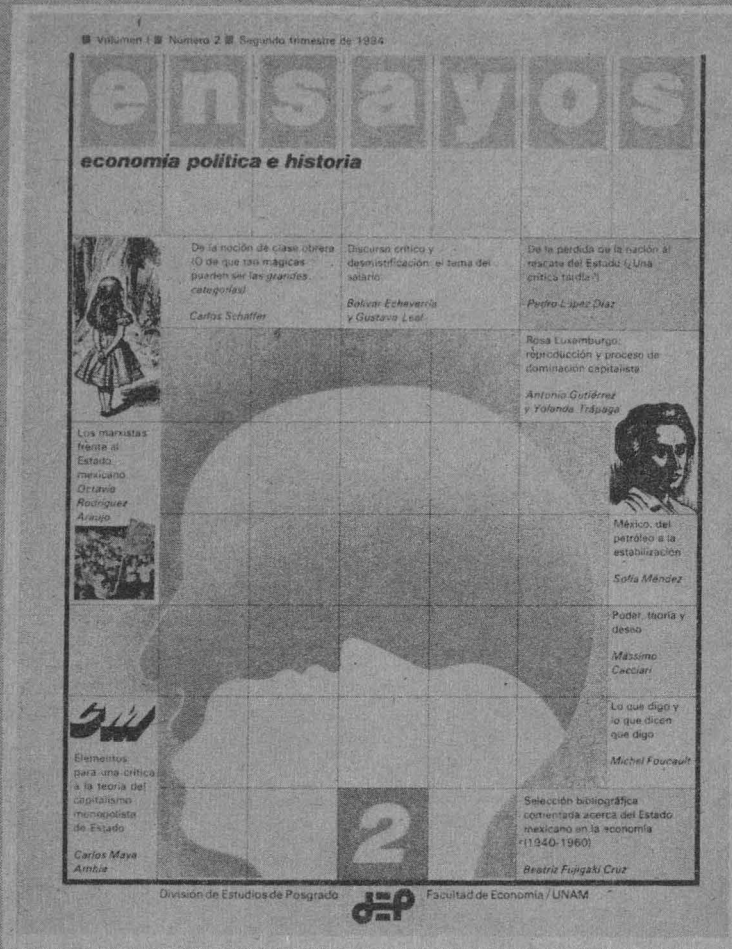 Volumen I Número 2 Segundo trimestre de 1984
ensayos
economía política e historia
De la noción de clase obrera
(O de que tan mágicas
pueden ser las grandes
categorías)
Carlos Schaffer
Discurso crítico y
desmistificación: el tema del
salario
Bolívar Echeverría
y Gustavo Leal
De la pérdida de la nación al
rescate del Estado (¿Una
crítica tardía?)
Pedro López Díaz
Rosa Luxemburgo:
reproducción y proceso de
dominación capitalista
Antonio Gutiérrez
y Yolanda Trápaga
Los marxistas
frente al
Estado
mexicano
Octavio
Rodríguez
Araujo
México, del
petróleo a la
estabilización
Sofía Méndez
Poder, teoría y
deseo
Màssimo
Cacciari
Lo que digo y
lo que dicen
que digo
Michel Foucault
CM
Elementos
para una crítica
a la teoría del
capitalismo
monopolista
de Estado
Carlos Maya
Ambía
2
Selección bibliográfica
comentada acerca del Estado
mexicano en la economía
(1940-1960)
Beatriz Fujigaki Cruz
División de Estudios de Posgrado
dEP
Facultad de Economía / UNAM